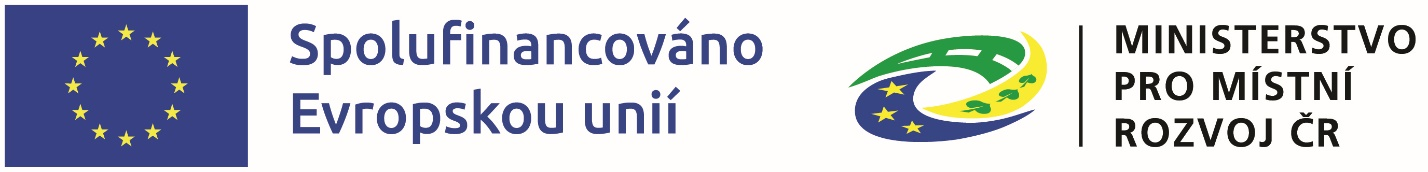 Spolufinancováno
Evropskou unií
MINISTERSTVO
PRO MÍSTNÍ
ROZVOJ ČR